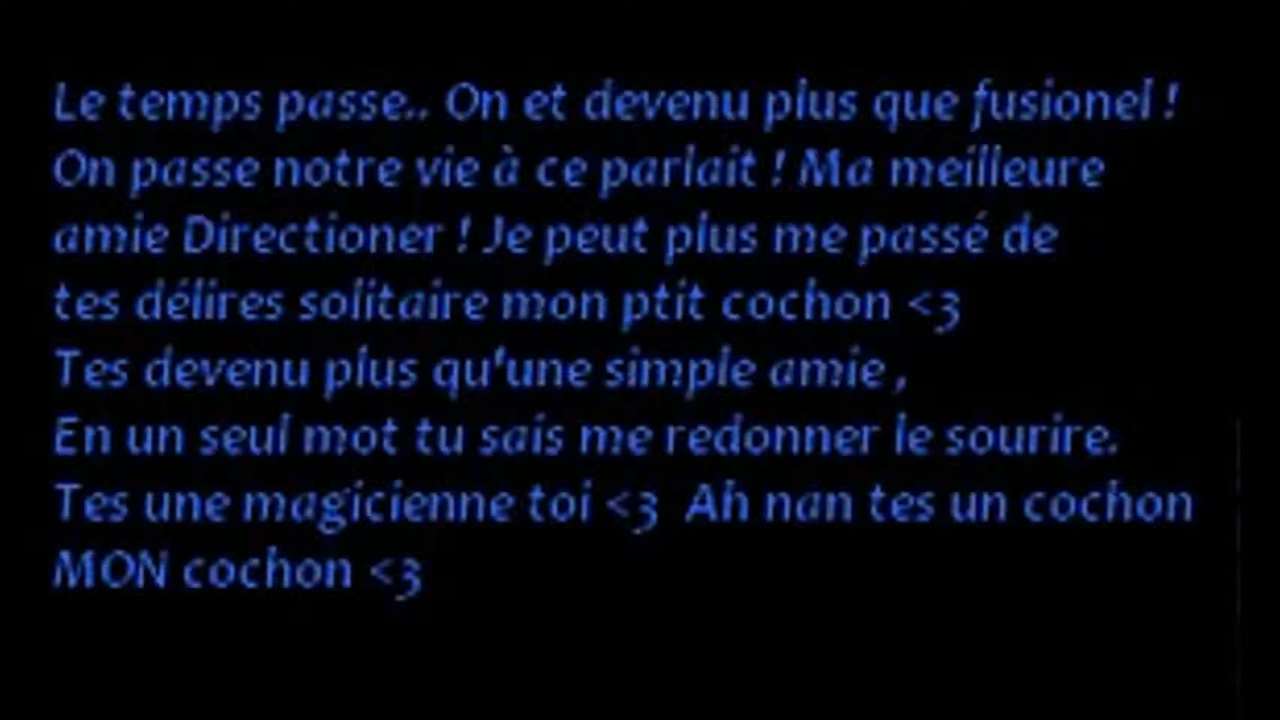 Le temps passe.. On et devenu plus que fusionel !
On passe notre vie à ce parlait ! Ma meilleure
amie Directioner ! Je peut plus me passé de
tes délires solitaire mon ptit cochon <3
Tes devenu plus qu'une simple amie ,
En un seul mot tu sais me redonner le sourire.
Tes une magicienne toi <3  Ah nan tes un cochon
MON cochon <3